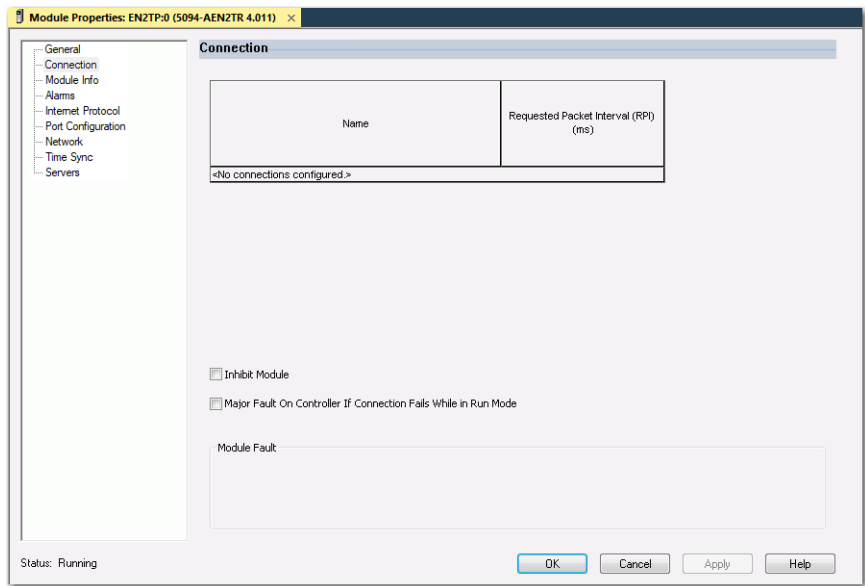 Module Properties: EN2TP:0 (5094-AEN2TR 4.011) ×
General
Connection
Module Info
Alarms
Internet Protocol
Port Configuration
Network
Time Sync
Servers
Connection
Name
Requested Packet Interval (RPI)
(ms)
<No connections configured.>
Inhibit Module
Major Fault On Controller If Connection Fails While in Run Mode
Module Fault
Status: Running
OK
Cancel
Apply
Help